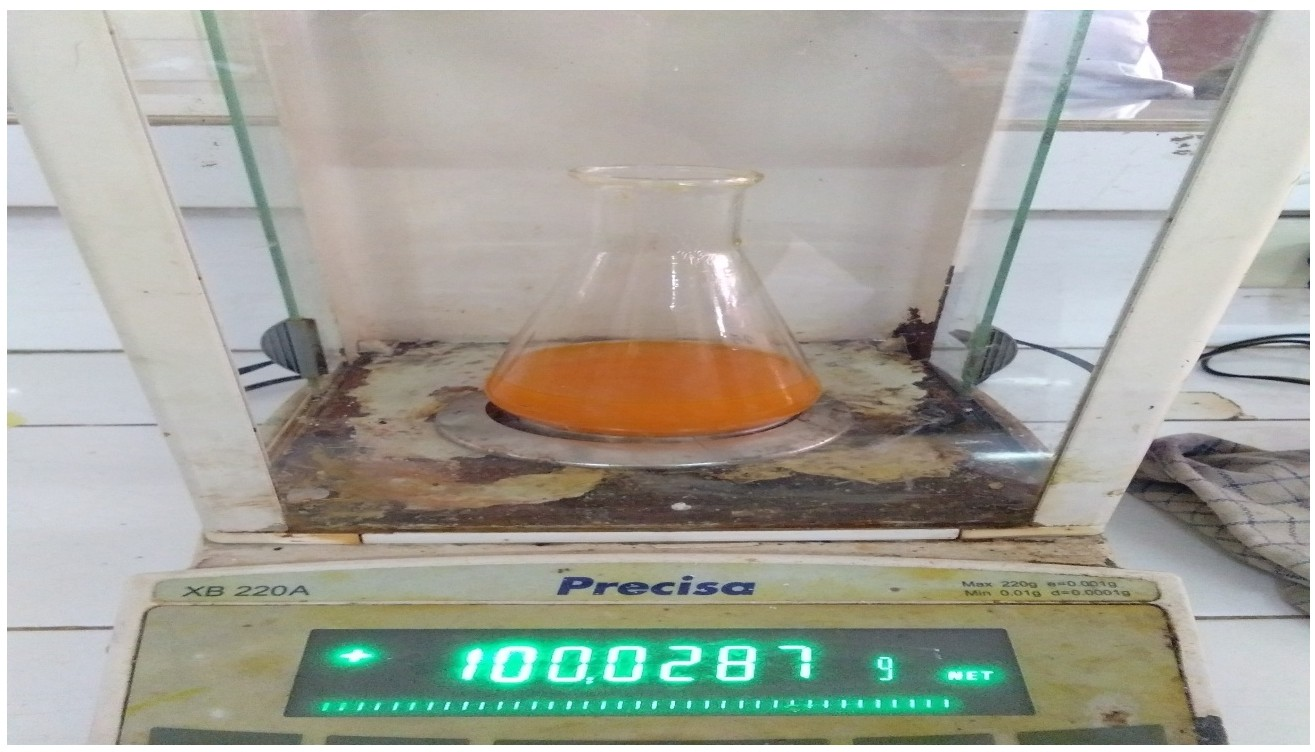 XB 220A
Precisa
Max 220g e=0.001g
Min 0.01g d=0.0001g
+ 100.0287 g NET